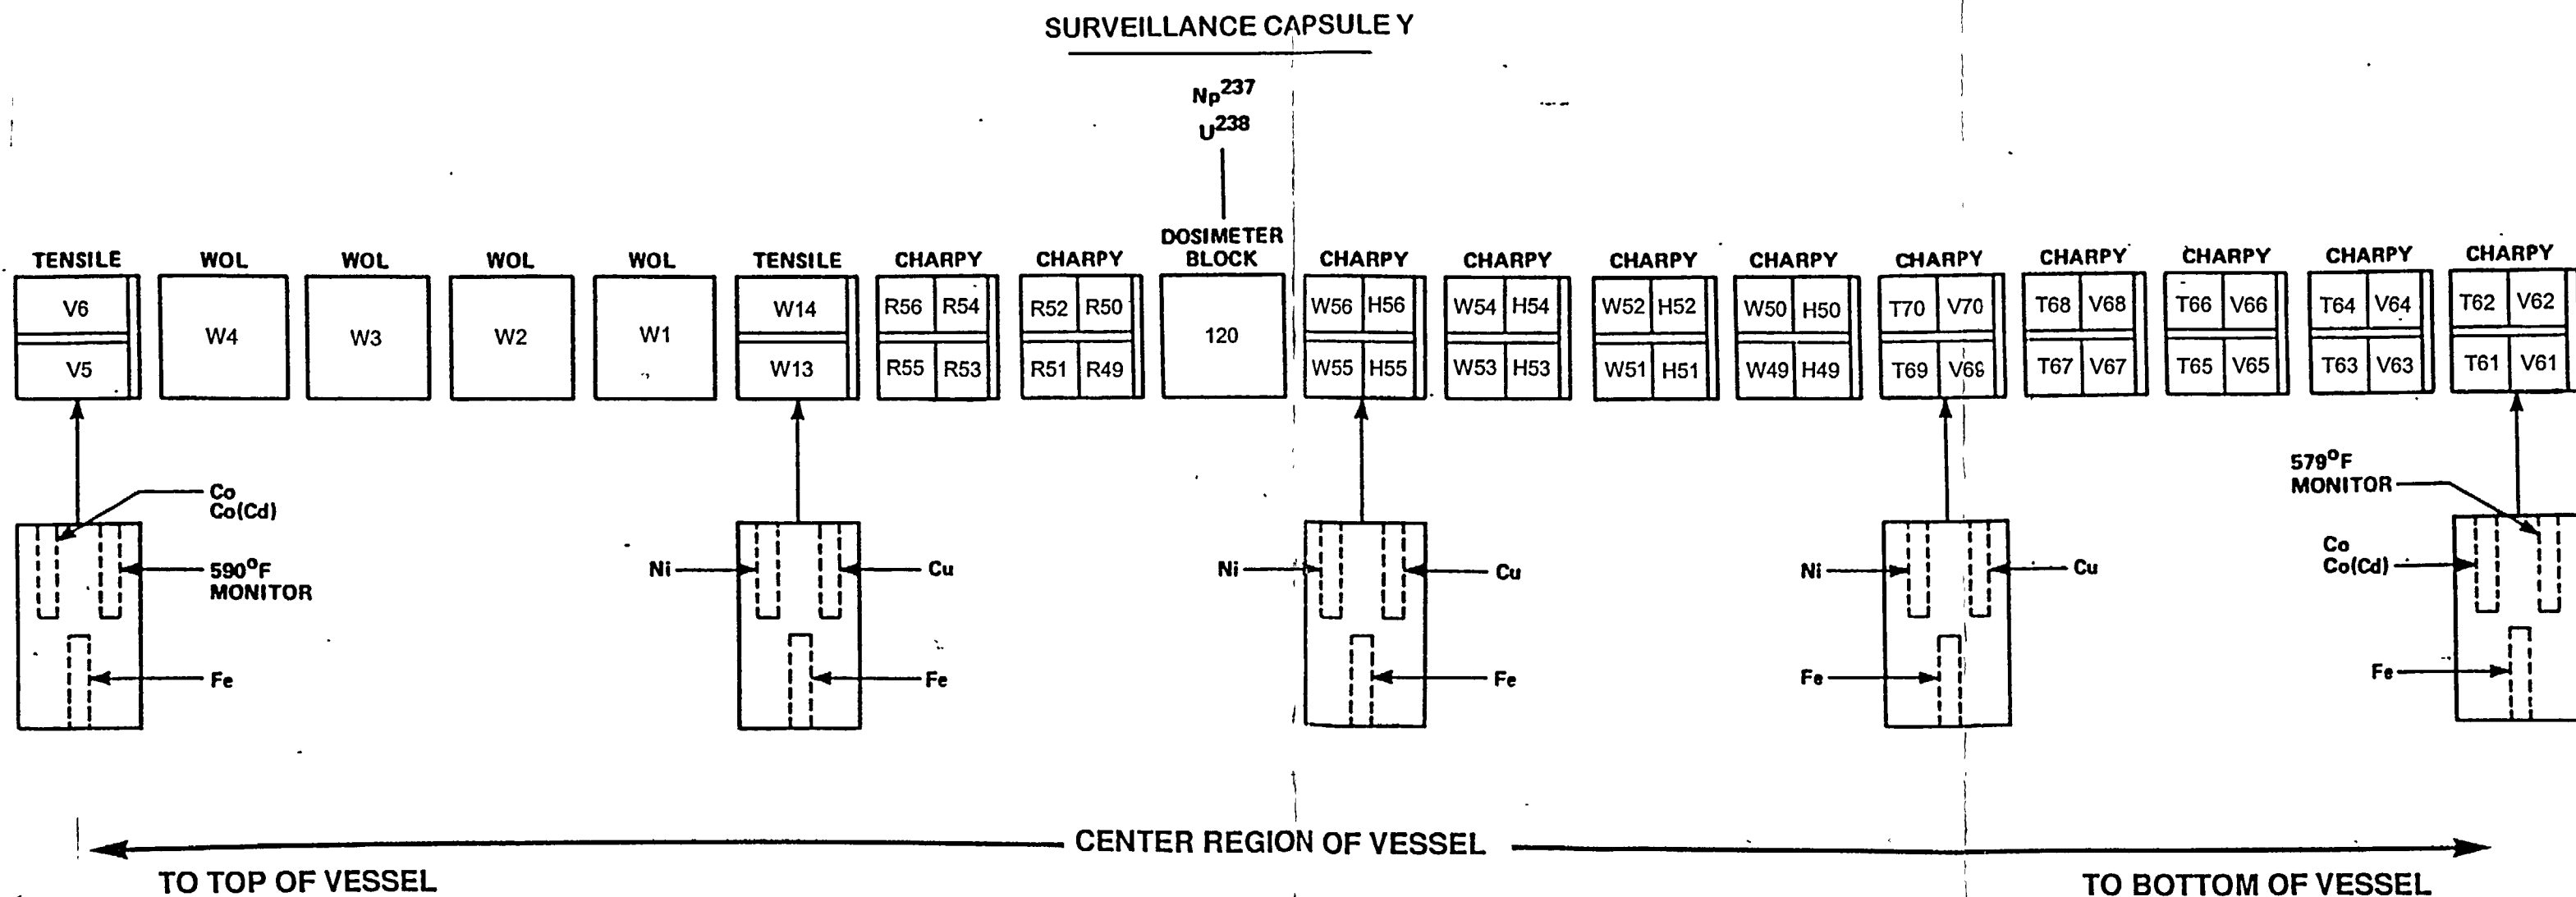 SURVEILLANCE CAPSULE Y
Np237
U238
DOSIMETER
TENSILE WOL WOL WOL WOL TENSILE CHARPY CHARPY BLOCK CHARPY CHARPY CHARPY CHARPY CHARPY CHARPY CHARPY CHARPY CHARPY
V6 W14 R56 R54 R52 R50 W56 H56 W54 H54 W52 H52 W50 H50 T70 V70 T68 V68 T66 V66 T64 V64 T62 V62
W4 W3 W2 W1 120
V5 W13 R55 R53 R51 R49 W55 H55 W53 H53 W51 H51 W49 H49 T69 V69 T67 V67 T65 V65 T63 V63 T61 V61
579°F
MONITOR
Co
Co(Cd)
Co
Co(Cd)
590°F
MONITOR
Ni Cu Ni Cu Ni Cu
Fe Fe Fe Fe Fe
CENTER REGION OF VESSEL
TO TOP OF VESSEL TO BOTTOM OF VESSEL